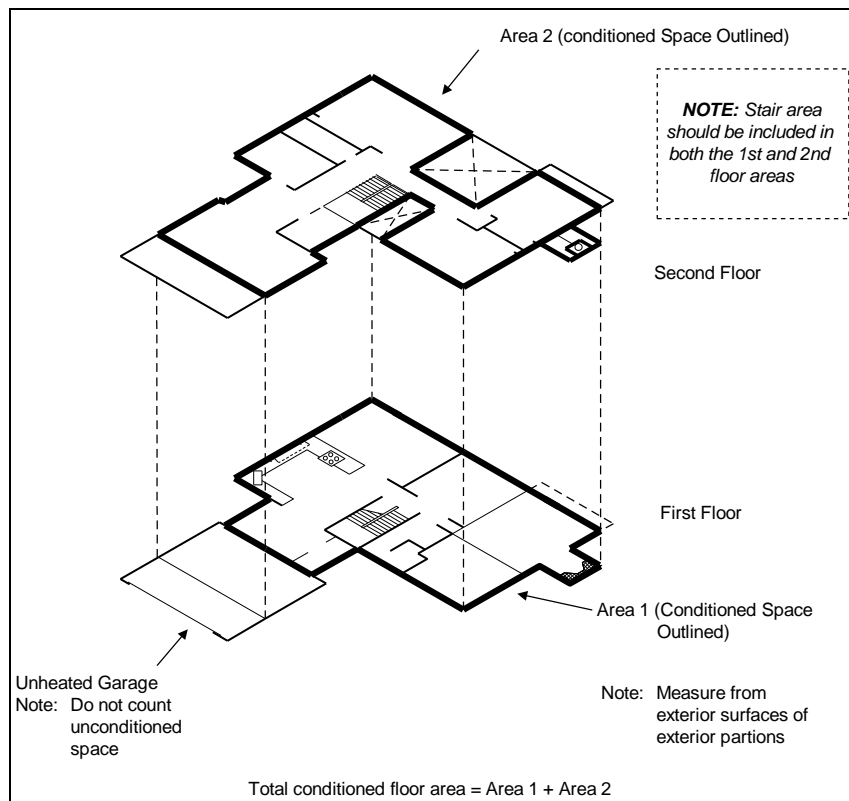 Area 2 (conditioned Space Outlined)
NOTE: Stair area
should be included in
both the 1st and 2nd
floor areas
Second Floor
First Floor
Area 1 (Conditioned Space
Outlined)
Unheated Garage
Note: Do not count
unconditioned
space
Note: Measure from
exterior surfaces of
exterior partions
Total conditioned floor area = Area 1 + Area 2